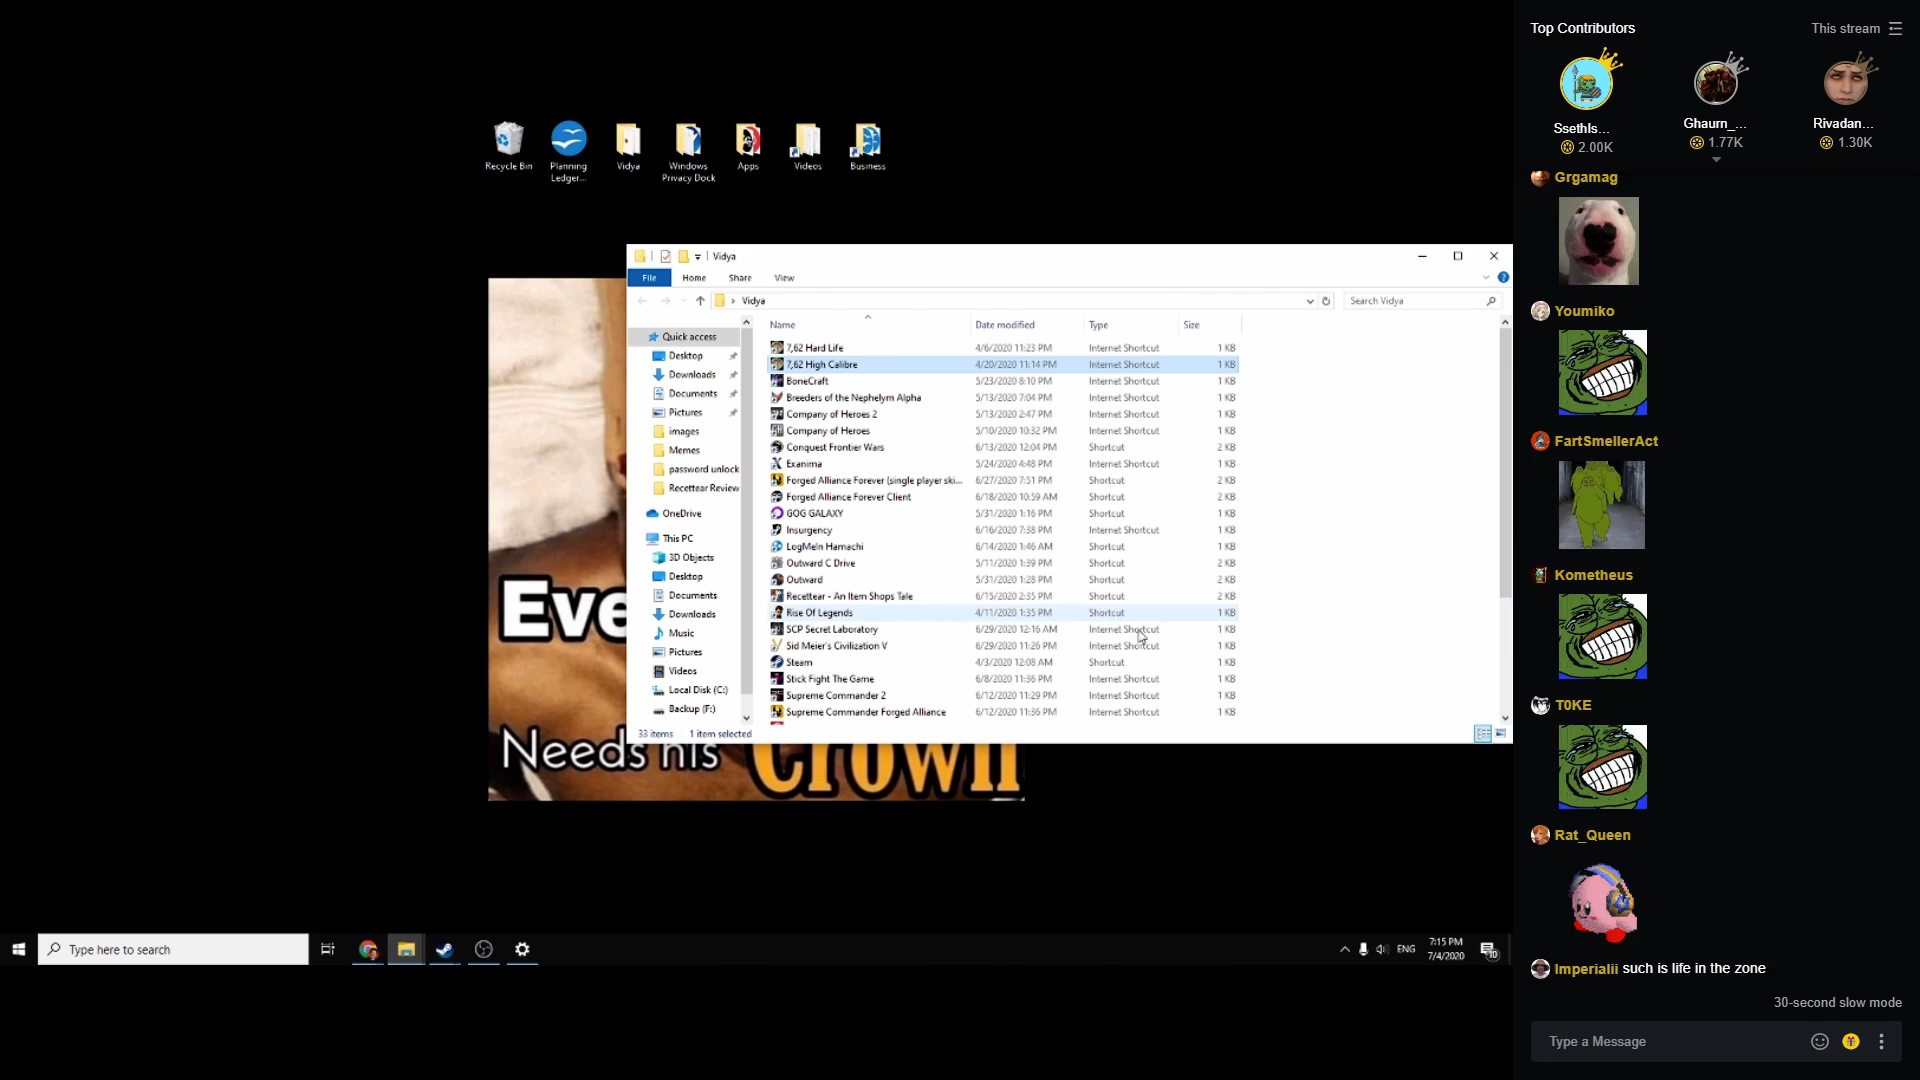 Recycle Bin
Planning Ledger...
Vidya
Windows Privacy Dock
Apps
Videos
Business
Vidya
File Home Share View
Vidya
Search Vidya
Quick access
Desktop
Downloads
Documents
Pictures
images
Memes
password unlock
Recettear Review
OneDrive
This PC
3D Objects
Desktop
Documents
Downloads
Music
Pictures
Videos
Local Disk (C:)
Backup (F:)
Name Date modified Type Size
7,62 Hard Life 4/6/2020 11:23 PM Internet Shortcut 1 KB
7,62 High Calibre 4/20/2020 11:14 PM Internet Shortcut 1 KB
BoneCraft 5/23/2020 8:10 PM Internet Shortcut 1 KB
Breeders of the Nephelym Alpha 5/13/2020 7:04 PM Internet Shortcut 1 KB
Company of Heroes 2 5/13/2020 2:47 PM Internet Shortcut 1 KB
Company of Heroes 5/10/2020 10:32 PM Internet Shortcut 1 KB
Conquest Frontier Wars 6/13/2020 12:04 PM Shortcut 2 KB
Exanima 5/24/2020 4:48 PM Internet Shortcut 1 KB
Forged Alliance Forever (single player ski... 6/27/2020 7:51 PM Shortcut 2 KB
Forged Alliance Forever Client 6/18/2020 10:59 AM Shortcut 2 KB
GOG GALAXY 5/31/2020 1:16 PM Shortcut 1 KB
Insurgency 6/16/2020 7:38 PM Internet Shortcut 1 KB
LogMeIn Hamachi 6/14/2020 1:46 AM Shortcut 1 KB
Outward C Drive 5/11/2020 1:39 PM Shortcut 2 KB
Outward 5/31/2020 1:28 PM Shortcut 2 KB
Recettear - An Item Shops Tale 6/15/2020 2:35 PM Shortcut 2 KB
Rise Of Legends 4/11/2020 1:35 PM Shortcut 1 KB
SCP Secret Laboratory 6/29/2020 12:16 AM Internet Shortcut 1 KB
Sid Meier's Civilization V 6/29/2020 11:26 PM Internet Shortcut 1 KB
Steam 4/3/2020 12:08 AM Shortcut 1 KB
Stick Fight The Game 6/8/2020 11:36 PM Internet Shortcut 1 KB
Supreme Commander 2 6/12/2020 11:29 PM Internet Shortcut 1 KB
Supreme Commander Forged Alliance 6/12/2020 11:36 PM Internet Shortcut 1 KB
33 items 1 item selected
Eve
Needs his Crown
Type here to search
ENG
7:15 PM
7/4/2020
10
Top Contributors This stream
Ssethls... Ghaurn_... Rivadan...
2.00K 1.77K 1.30K
Grgamag
Youmiko
FartSmellerAct
Kometheus
T0KE
Rat_Queen
Imperialii such is life in the zone
30-second slow mode
Type a Message